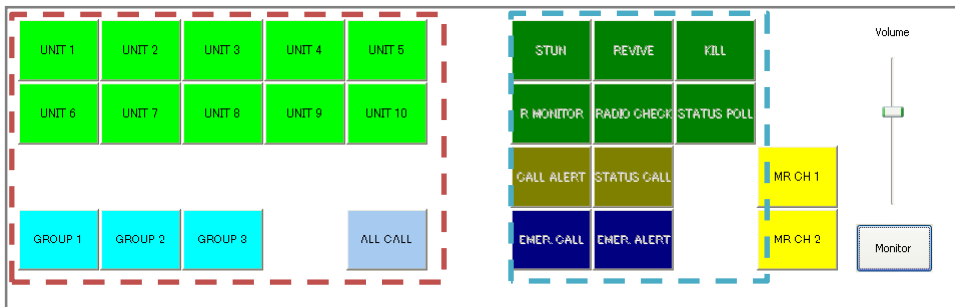 UNIT 1 UNIT 2 UNIT 3 UNIT 4 UNIT 5 STUN REVIVE KILL Volume
UNIT 6 UNIT 7 UNIT 8 UNIT 9 UNIT 10 R MONITOR RADIO CHECK STATUS POLL
CALL ALERT STATUS CALL MR CH 1
GROUP 1 GROUP 2 GROUP 3 ALL CALL EMER. CALL EMER. ALERT MR CH 2 Monitor